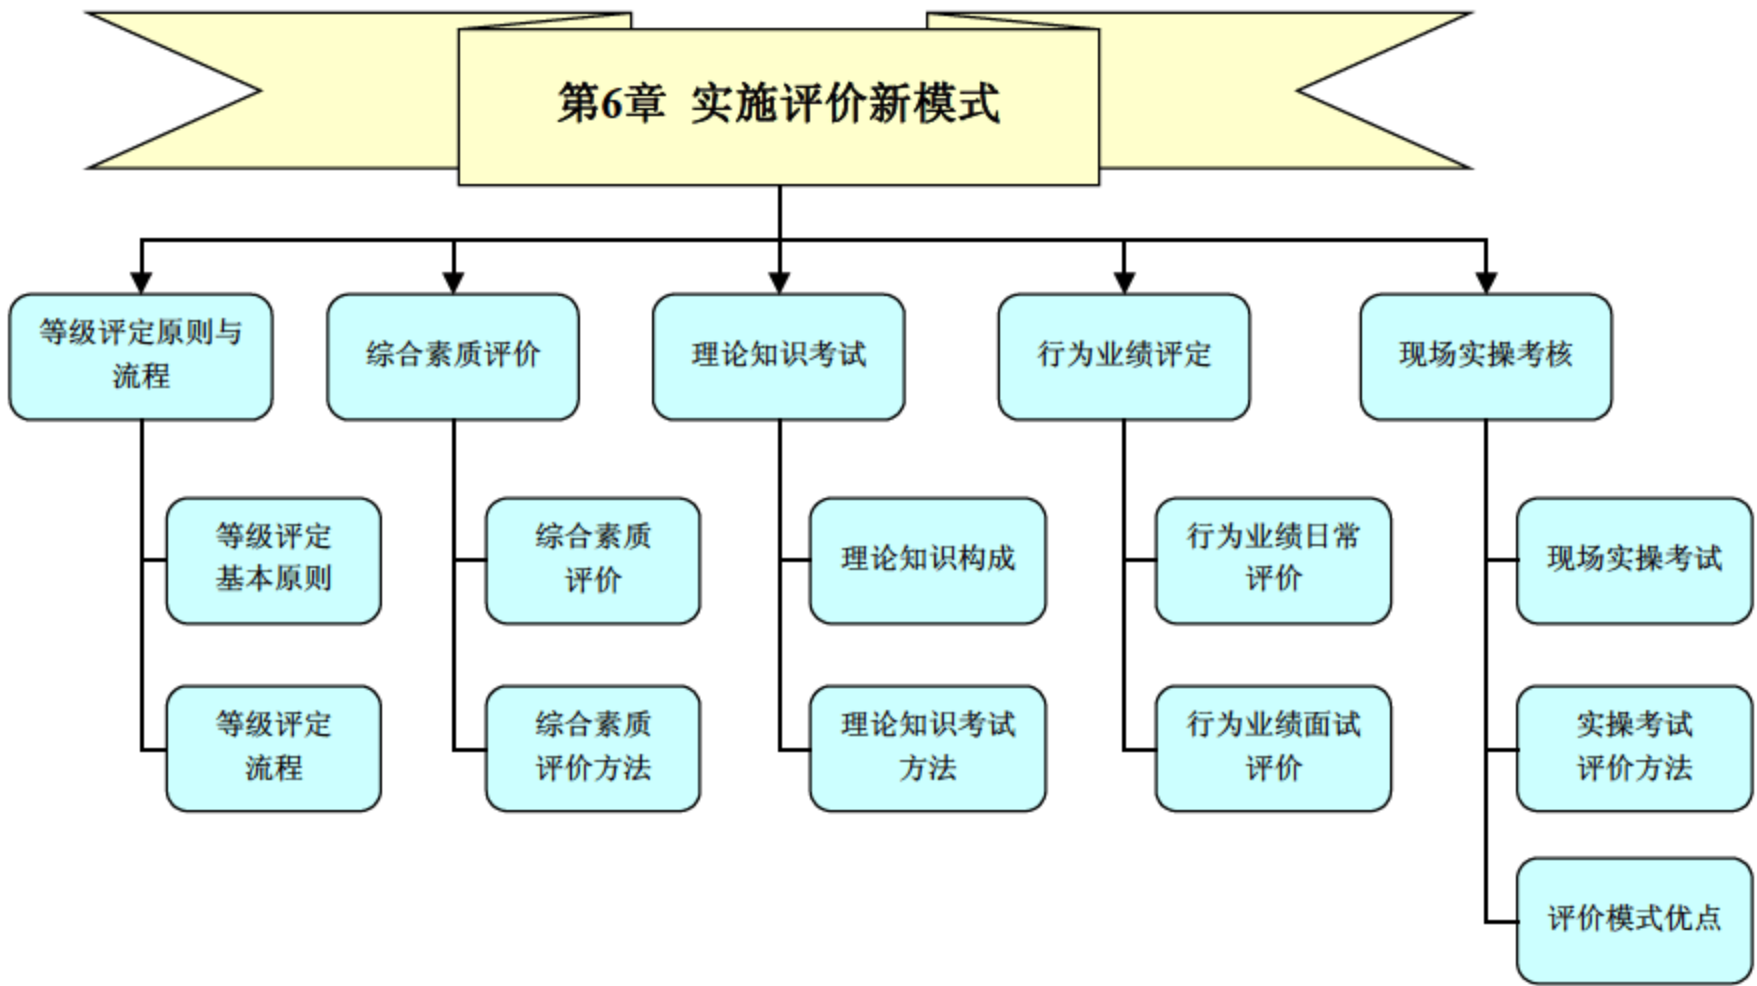 第6章 实施评价新模式
等级评定原则与
流程
综合素质评价
理论知识考试
行为业绩评定
现场实操考核
等级评定
基本原则
综合素质
评价
理论知识构成
行为业绩日常
评价
现场实操考试
等级评定
流程
综合素质
评价方法
理论知识考试
方法
行为业绩面试
评价
实操考试
评价方法
评价模式优点